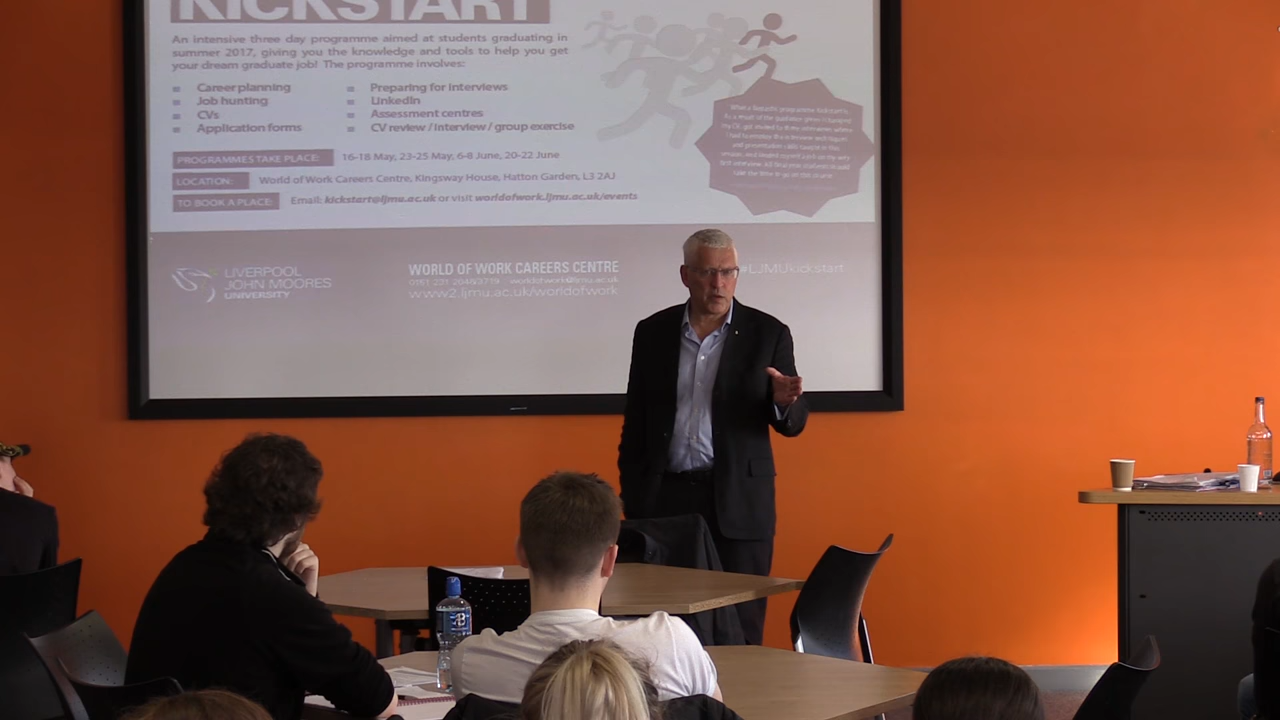 KICKSTART
An intensive three day programme aimed at students graduating in
summer 2017, giving you the knowledge and tools to help you get
your dream graduate job! The programme involves:
Career planning
Job hunting
CVs
Application forms
Preparing for interviews
LinkedIn
Assessment centres
CV review / interview / group exercise
PROGRAMMES TAKE PLACE: 16-18 May, 23-25 May, 6-8 June, 20-22 June
LOCATION: World of Work Careers Centre, Kingsway House, Hatton Garden, L3 2AJ
TO BOOK A PLACE: Email: kickstart@ljmu.ac.uk or visit worldofwork.ljmu.ac.uk/events
LIVERPOOL
JOHN MOORES
UNIVERSITY
WORLD OF WORK CAREERS CENTRE
www2.ljmu.ac.uk/worldofwork
#LJMUkickstart